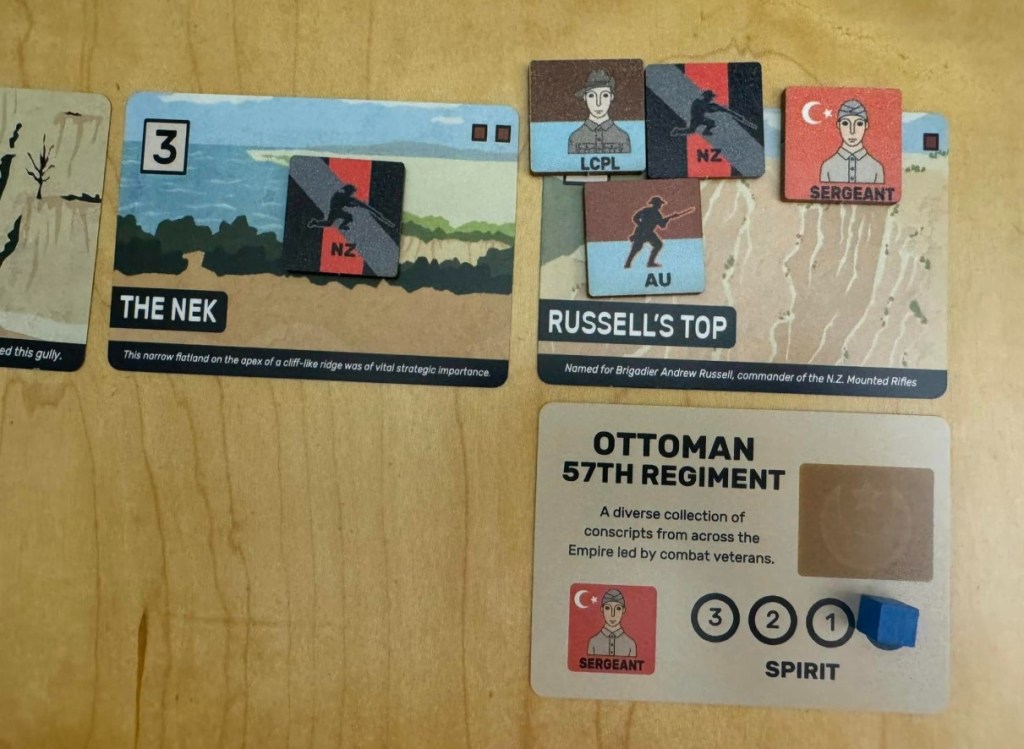 ed this gully.
3
NZ
THE NEK
This narrow flatland on the apex of a cliff-like ridge was of vital strategic importance.
LCPL
NZ
SERGEANT
AU
RUSSELL'S TOP
Named for Brigadier Andrew Russell, commander of the N.Z. Mounted Rifles
OTTOMAN
57TH REGIMENT
A diverse collection of
conscripts from across the
Empire led by combat veterans.
SERGEANT
3 2 1
SPIRIT